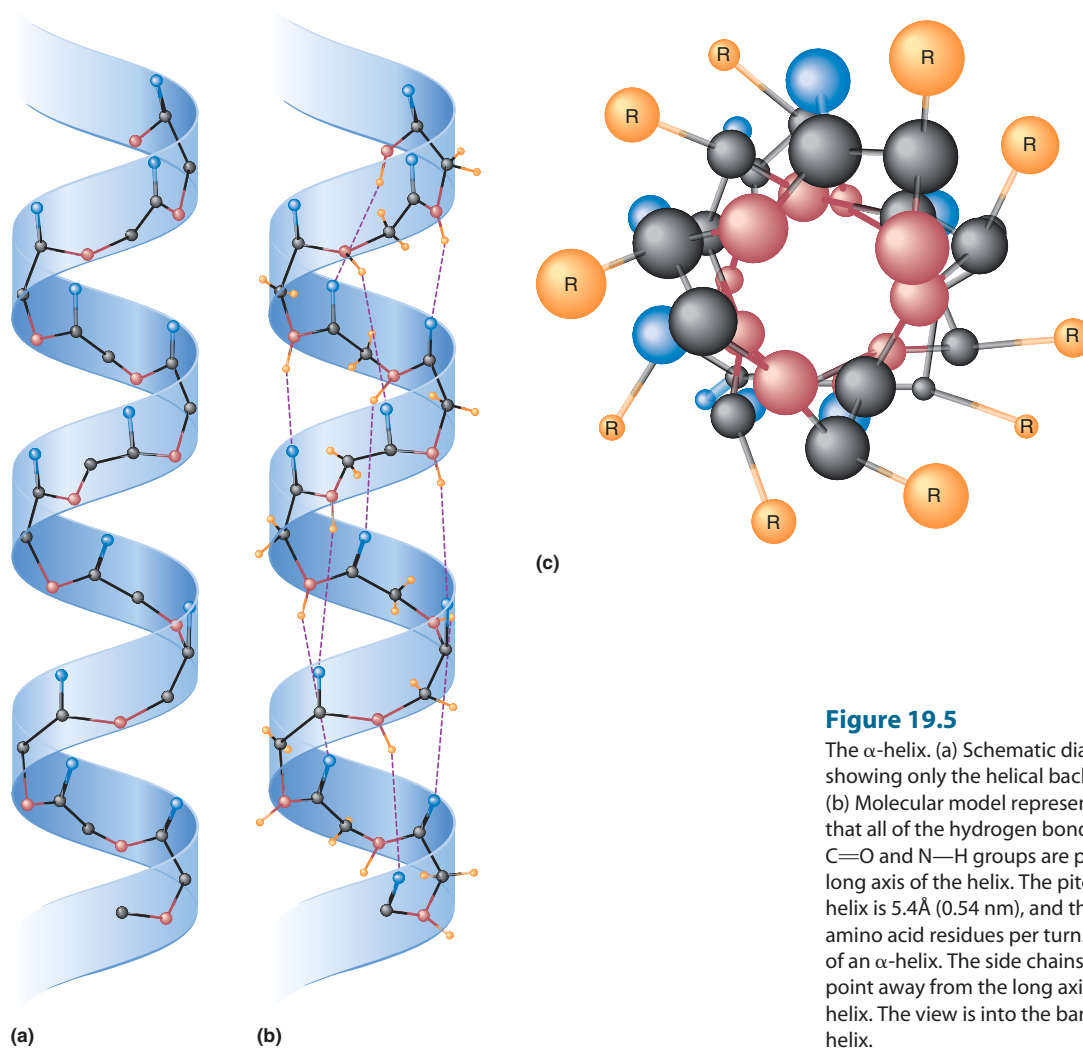 R
R
R
R
R
R
R
R
R
R
(c)
(a)
(b)
Figure 19.5
The α-helix. (a) Schematic dia
showing only the helical back
(b) Molecular model represen
that all of the hydrogen bond
C=O and N—H groups are p
long axis of the helix. The pitc
helix is 5.4Å (0.54 nm), and th
amino acid residues per turn.
of an α-helix. The side chains
point away from the long axi
helix. The view is into the bar
helix.